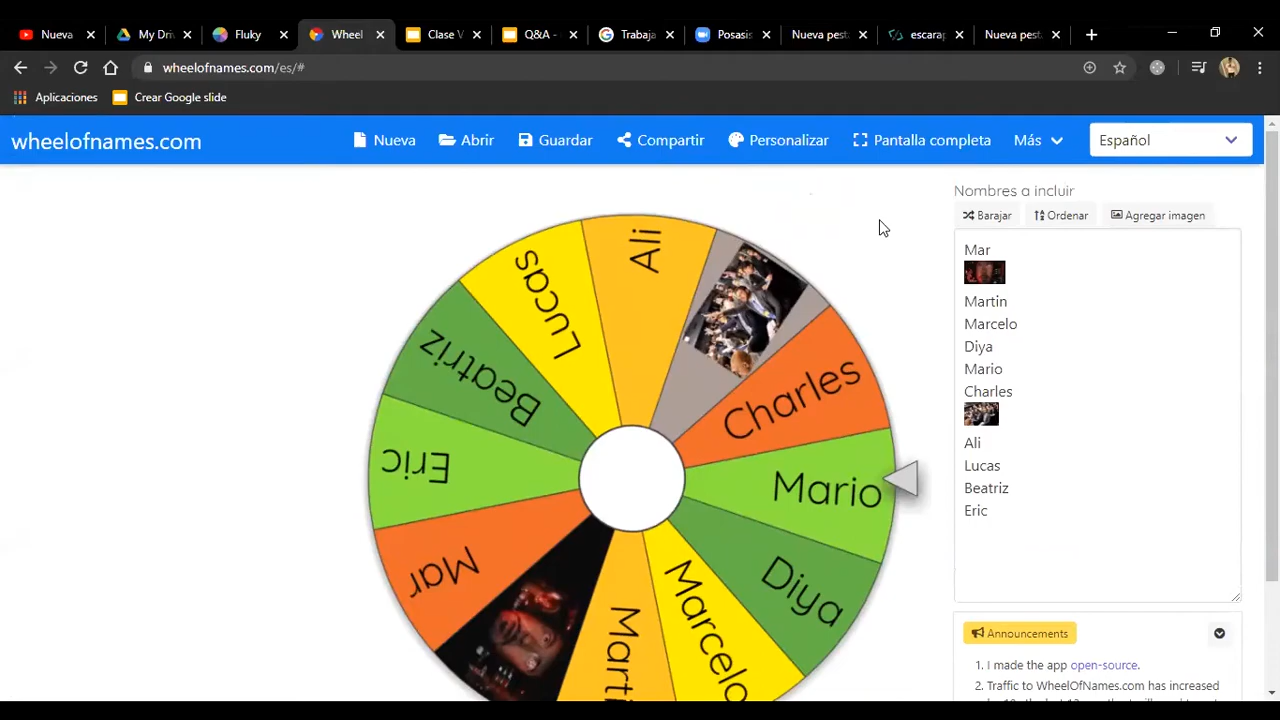 Nueva
My Dri
Fluky
Wheel
Clase V
Q&A -
Trabaja
Posasis
Nueva pest
escarap
Nueva pest
wheelofnames.com/es/#
Aplicaciones
Crear Google slide
wheelofnames.com
Nueva
Abrir
Guardar
Compartir
Personalizar
Pantalla completa
Más
Español
Nombres a incluir
Barajar
Ordenar
Agregar imagen
Mar
Martin
Marcelo
Diya
Mario
Charles
Ali
Lucas
Beatriz
Eric
Ali
Lucas
Beatriz
Eric
Mar
Marti
Marcelo
Diya
Mario
Charles
Announcements
1. I made the app open-source.
2. Traffic to WheelOfNames.com has increased